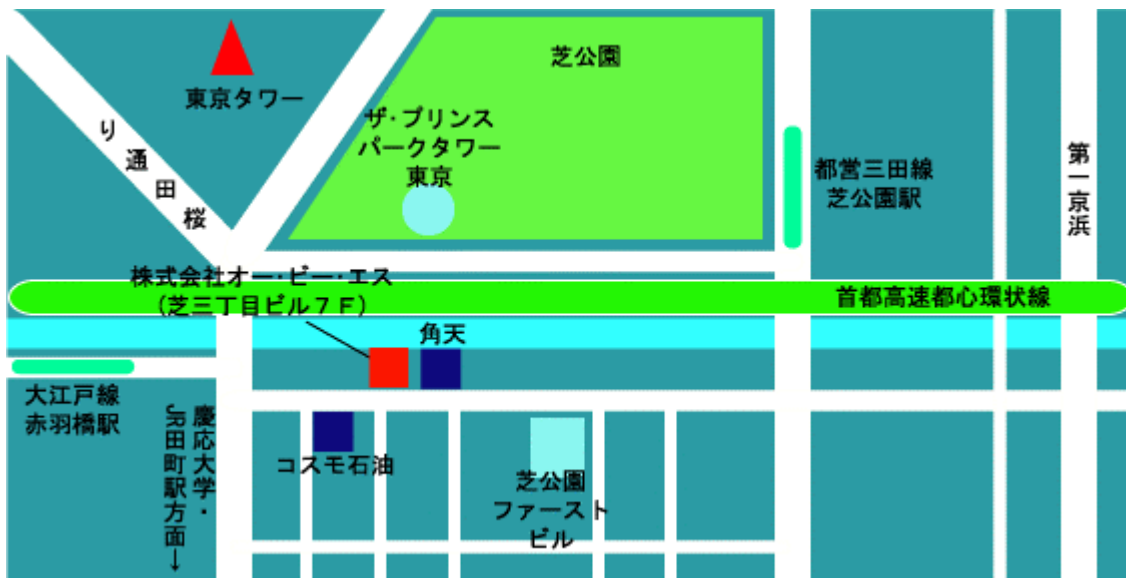 芝公園
東京タワー
ザ・プリンス
パークタワー
東京
桜田通り
都営三田線
芝公園駅
第一京浜
株式会社オー・ビー・エス
(芝三丁目ビル７F)
首都高速都心環状線
角天
大江戸線
赤羽橋駅
慶応大学・
JR田町駅方面→
コスモ石油
芝公園
ファースト
ビル